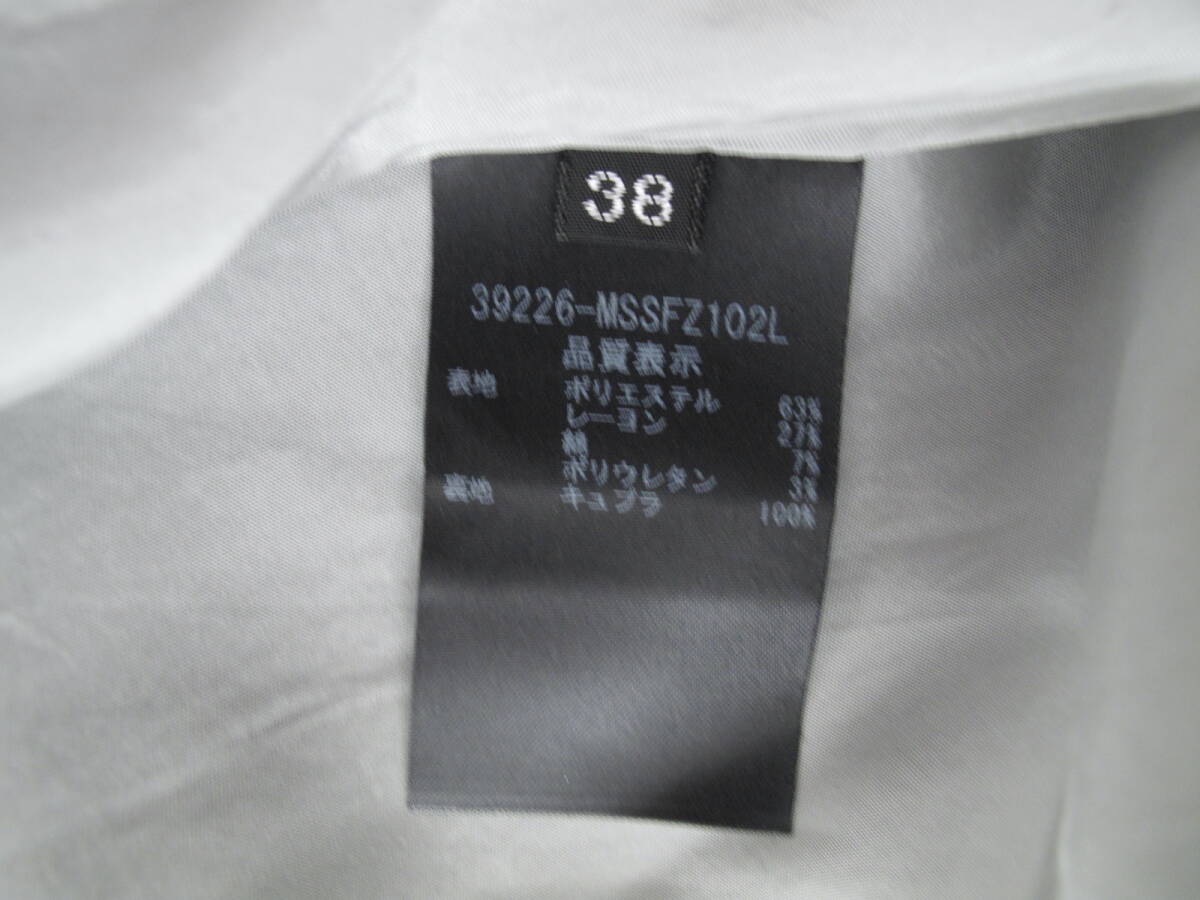 38
39226-MSSFZ102L
品質表示
表地 ポリエステル 63%
レーヨン 27%
綿 7%
ポリウレタン 3%
裏地 キュプラ 100%